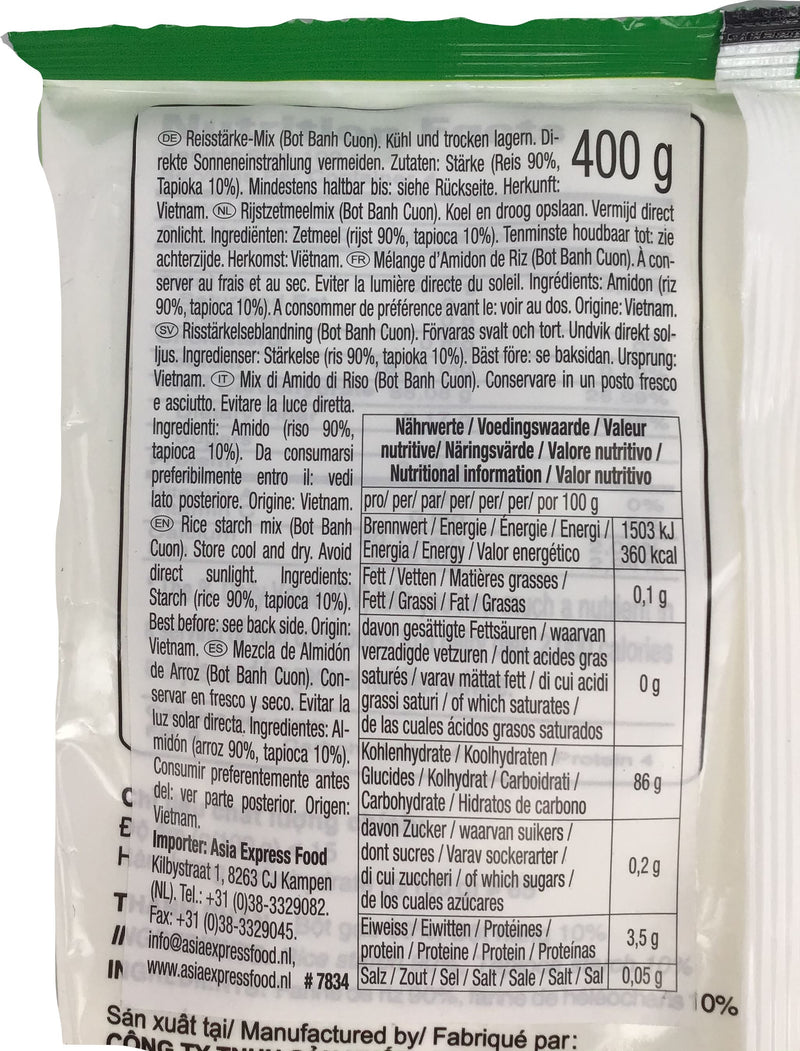 DE Reisstärke-Mix (Bot Banh Cuon). Kühl und trocken lagern. Di-
rekte Sonneneinstrahlung vermeiden. Zutaten: Stärke (Reis 90%,
Tapioka 10%). Mindestens haltbar bis: siehe Rückseite. Herkunft:
400 g
Vietnam. NL Rijstzetmeelmix (Bot Banh Cuon). Koel en droog opslaan. Vermijd direct
zonlicht. Ingrediënten: Zetmeel (rijst 90%, tapioca 10%). Tenminste houdbaar tot: zie
achterzijde. Herkomst: Viëtnam. FR Mélange d'Amidon de Riz (Bot Banh Cuon). À con-
server au frais et au sec. Eviter la lumière directe du soleil. Ingrédients: Amidon (riz
90%, tapioca 10%). A consommer de préférence avant le: voir au dos. Origine: Vietnam.
SV Risstärkelseblandning (Bot Banh Cuon). Förvaras svalt och tort. Undvik direkt sol-
ljus. Ingredienser: Stärkelse (ris 90%, tapioka 10%). Bäst före: se baksidan. Ursprung:
Vietnam. IT Mix di Amido di Riso (Bot Banh Cuon). Conservare in un posto fresco
e asciutto. Evitare la luce diretta.
Ingredienti: Amido (riso 90%,
tapioca 10%). Da consumarsi
preferibilmente entro il: vedi
lato posteriore. Origine: Vietnam.
EN Rice starch mix (Bot Banh
Cuon). Store cool and dry. Avoid
direct sunlight. Ingredients:
Starch (rice 90%, tapioca 10%).
Best before: see back side. Origin:
Vietnam. ES Mezcla de Almidón
de Arroz (Bot Banh Cuon). Con-
servar en fresco y seco. Evitar la
luz solar directa. Ingredientes: Al-
midón (arroz 90%, tapioca 10%).
Consumir preferentemente antes
del: ver parte posterior. Origen:
Vietnam.
Importer: Asia Express Food
Kilbystraat 1, 8263 CJ Kampen
(NL). Tel.: +31 (0)38-3329082.
Fax: +31 (0)38-3329045.
info@asiaexpressfood.nl,
www.asiaexpressfood.nl # 7834
Nährwerte / Voedingswaarde / Valeur
nutritive/ Näringsvärde / Valore nutritivo /
Nutritional information / Valor nutritivo
pro/ per/ par/ per/ per/ per/ por 100 g
Brennwert / Energie / Énergie / Energi / 1503 kJ
Energia / Energy / Valor energético 360 kcal
Fett / Vetten / Matières grasses /
Fett / Grassi / Fat / Grasas 0,1 g
davon gesättigte Fettsäuren / waarvan
verzadigde vetzuren / dont acides gras
saturés / varav mättat fett / di cui acidi 0 g
grassi saturi / of which saturates /
de las cuales ácidos grasos saturados
Kohlenhydrate / Koolhydraten /
Glucides / Kolhydrat / Carboidrati / 86 g
Carbohydrate / Hidratos de carbono
davon Zucker / waarvan suikers /
dont sucres / Varav sockerarter /
di cui zuccheri / of which sugars / 0,2 g
de los cuales azúcares
Eiweiss / Eiwitten / Protéines /
protein / Proteine / Protein / Proteínas 3,5 g
Salz / Zout / Sel / Salt / Sale / Salt / Sal 0,05 g
10%
Sản xuất tại/ Manufactured by/ Fabriqué par:
CÔNG TY